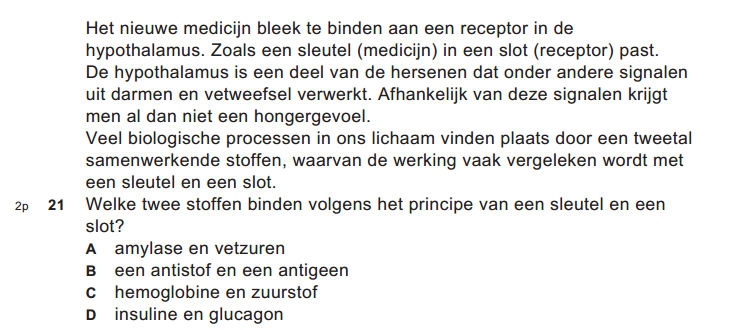 Het nieuwe medicijn bleek te binden aan een receptor in de
hypothalamus. Zoals een sleutel (medicijn) in een slot (receptor) past.
De hypothalamus is een deel van de hersenen dat onder andere signalen
uit darmen en vetweefsel verwerkt. Afhankelijk van deze signalen krijgt
men al dan niet een hongergevoel.
Veel biologische processen in ons lichaam vinden plaats door een tweetal
samenwerkende stoffen, waarvan de werking vaak vergeleken wordt met
een sleutel en een slot.
2p 21 Welke twee stoffen binden volgens het principe van een sleutel en een
slot?
A amylase en vetzuren
B een antistof en een antigeen
C hemoglobine en zuurstof
D insuline en glucagon